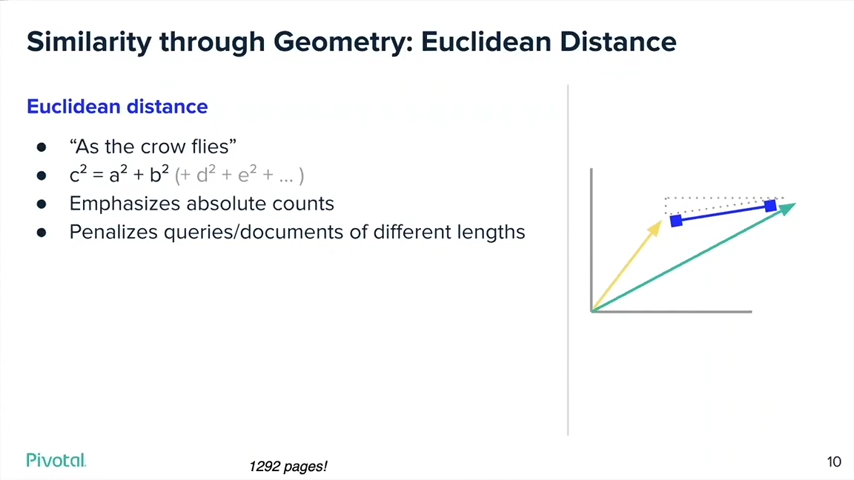 Similarity through Geometry: Euclidean Distance
Euclidean distance
● “As the crow flies”
● c² = a² + b² (+ d² + e² + ... )
● Emphasizes absolute counts
● Penalizes queries/documents of different lengths
Pivotal
1292 pages!
10